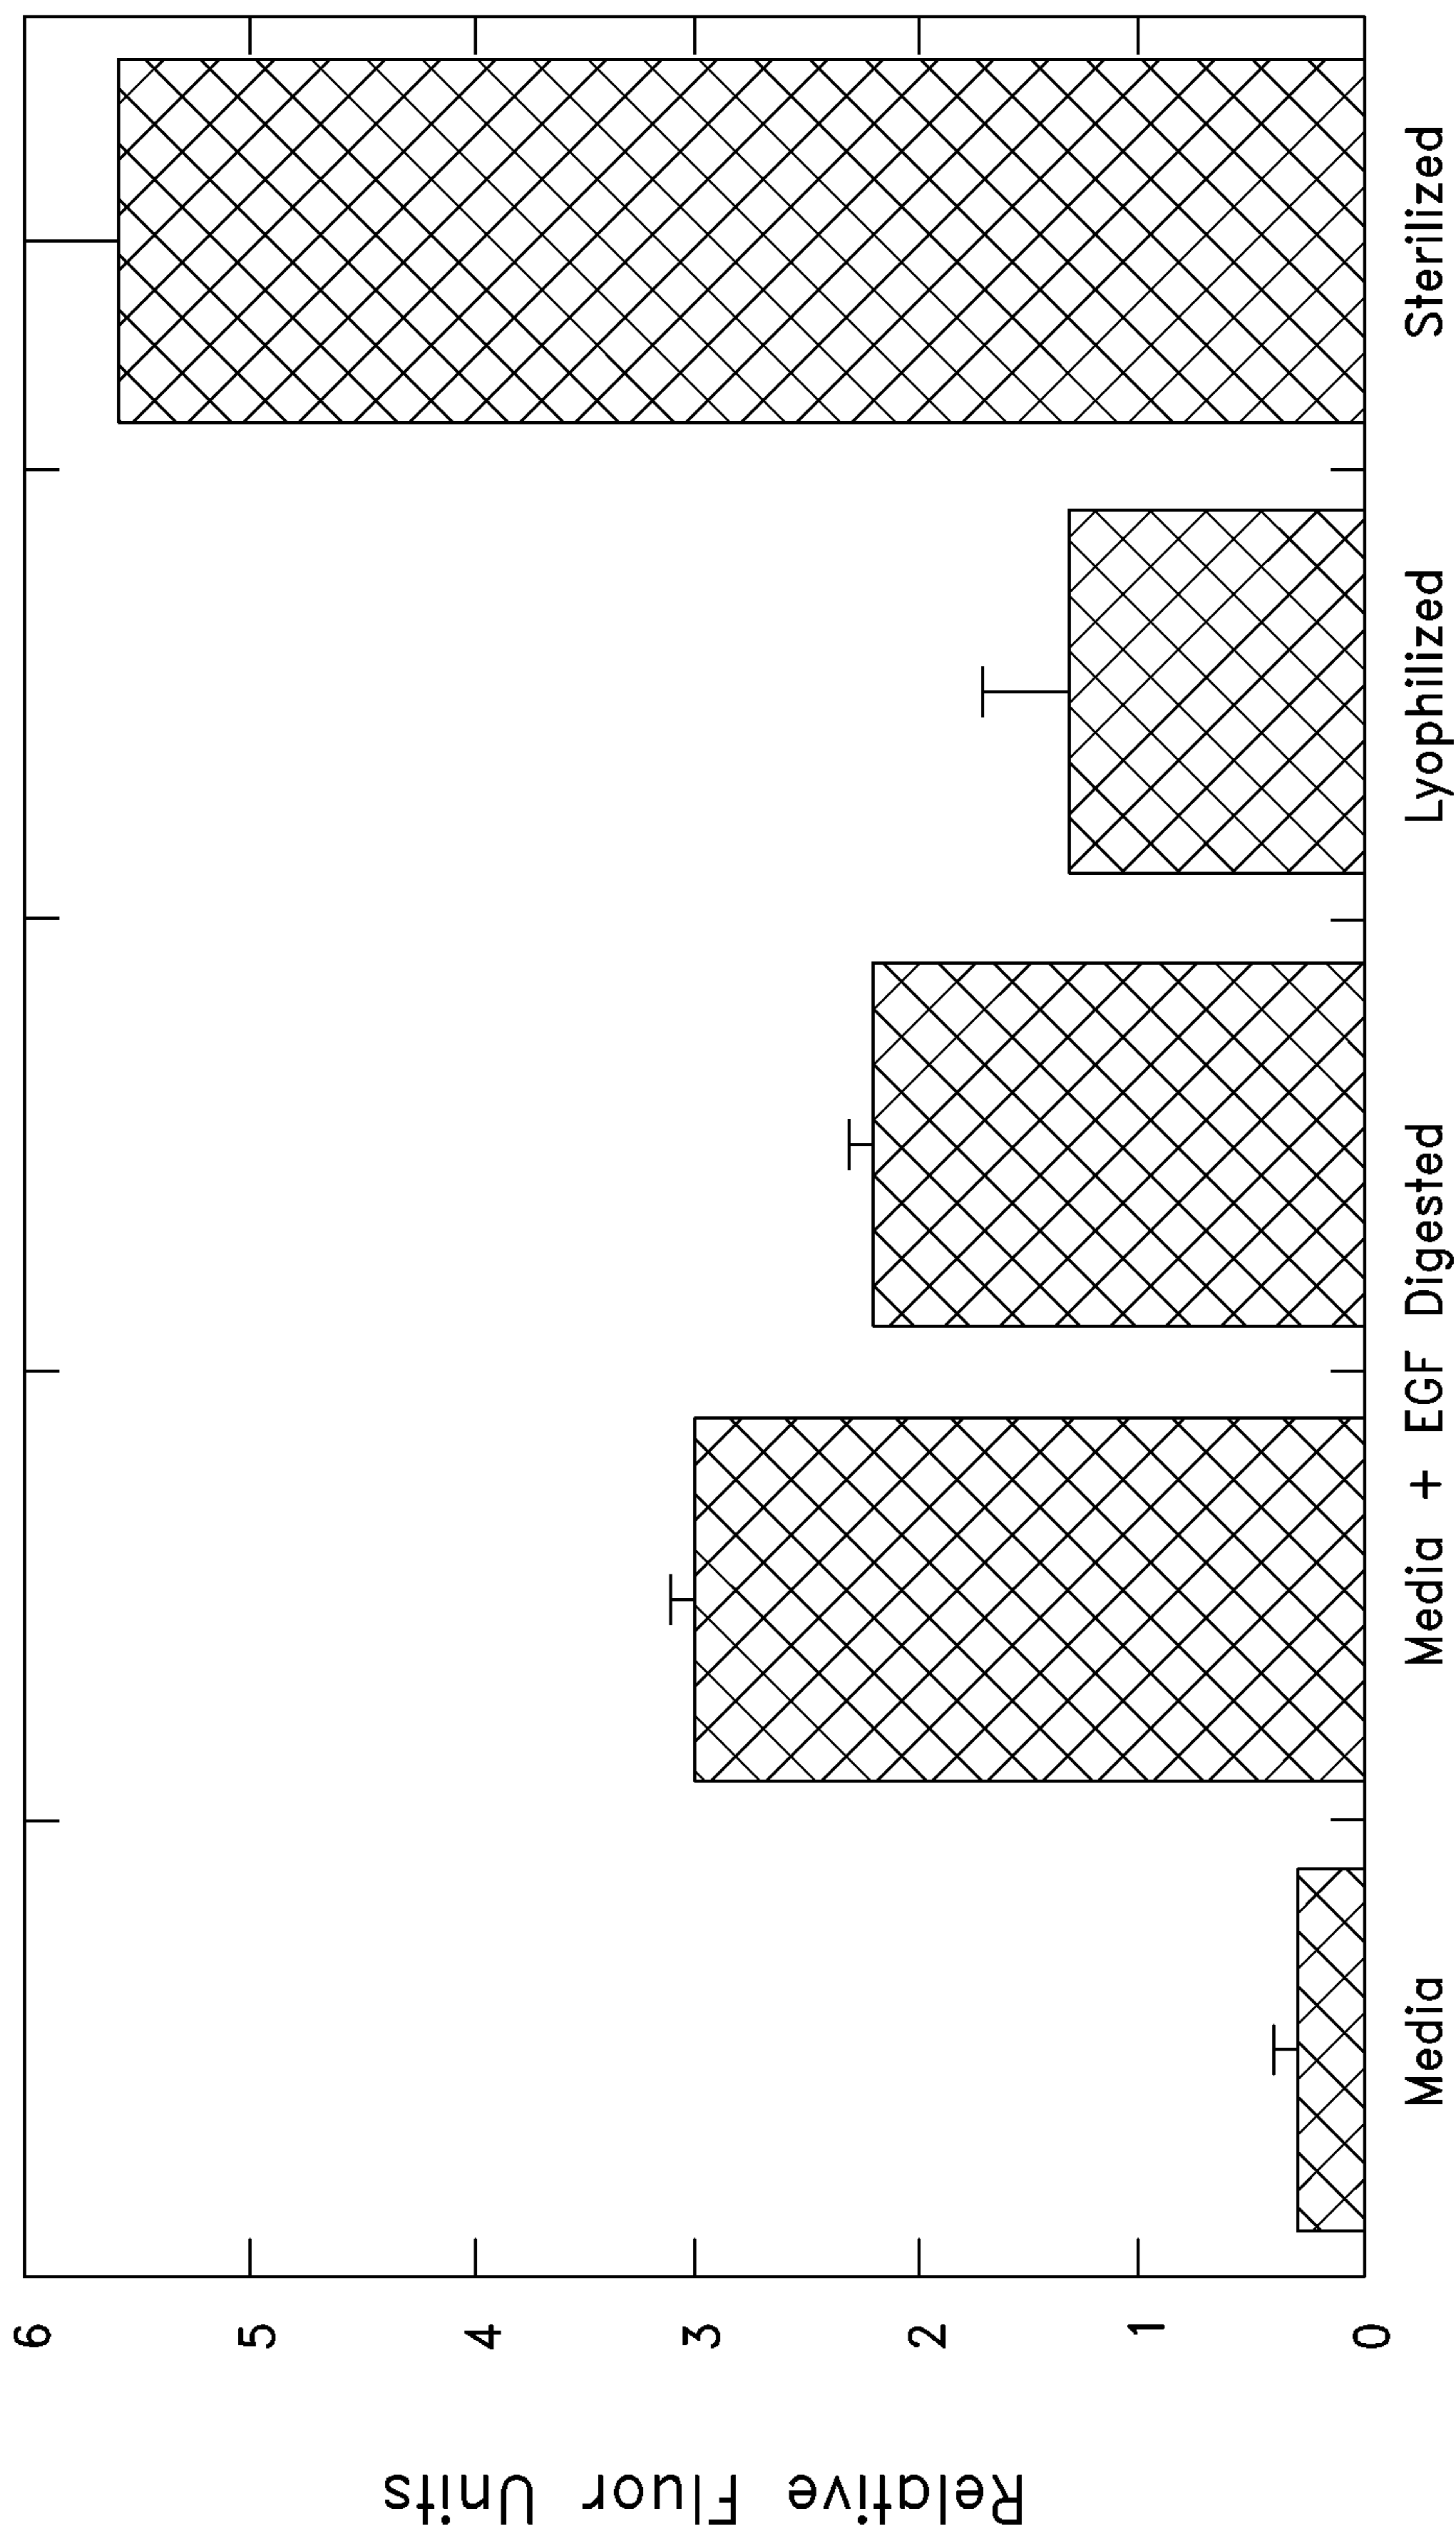 Relative Fluor Units
6
5
4
3
2
1
0
Media
Media + EGF
Digested
Lyophilized
Sterilized